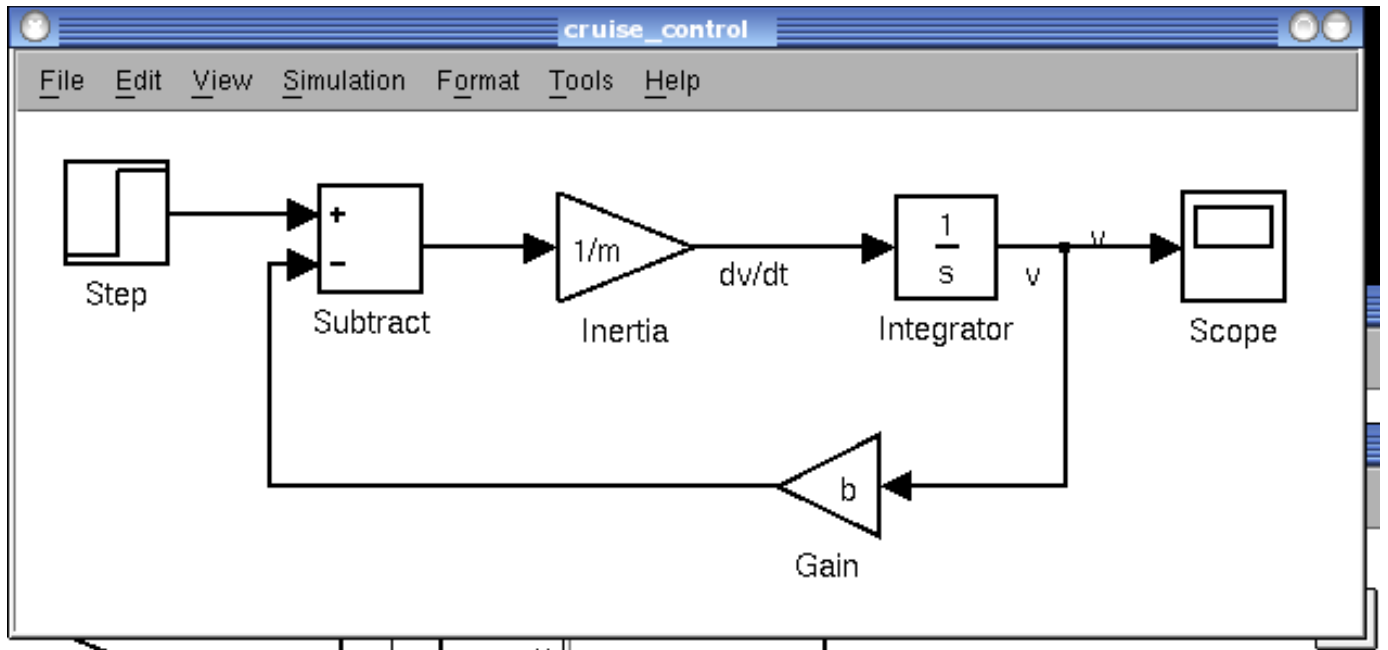 cruise_control
File Edit View Simulation Format Tools Help
+
−
1/m
1
s
v
dv/dt
v
Step
Subtract
Inertia
Integrator
Scope
b
Gain